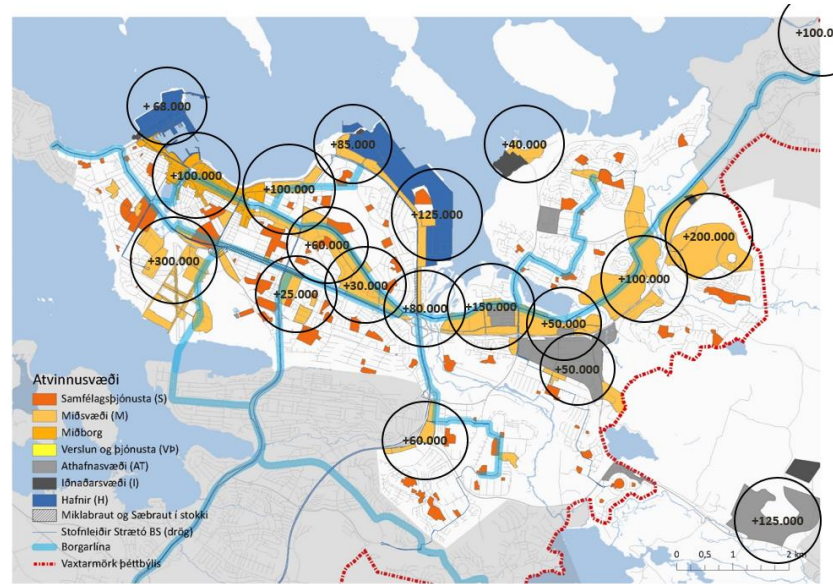 +100.0
+ 68.000
+85.000
+40.000
+100.000
+100.000
+125.000
+200.000
+60.000
+300.000
+100.000
+30.000
+25.000
+80.000
+150.000
+50.000
+50.000
+60.000
+125.000
Atvinnusvæði
Samfélagsþjónusta (S)
Miðsvæði (M)
Miðborg
Verslun og þjónusta (VÞ)
Athafnasvæði (AT)
Iðnaðarsvæði (I)
Hafnir (H)
Miklabraut og Sæbraut í stokki
Stofnleiðir Strætó BS (drög)
Borgarlína
Vaxtarmörk þéttbýlis
0 0,5 1 2 km